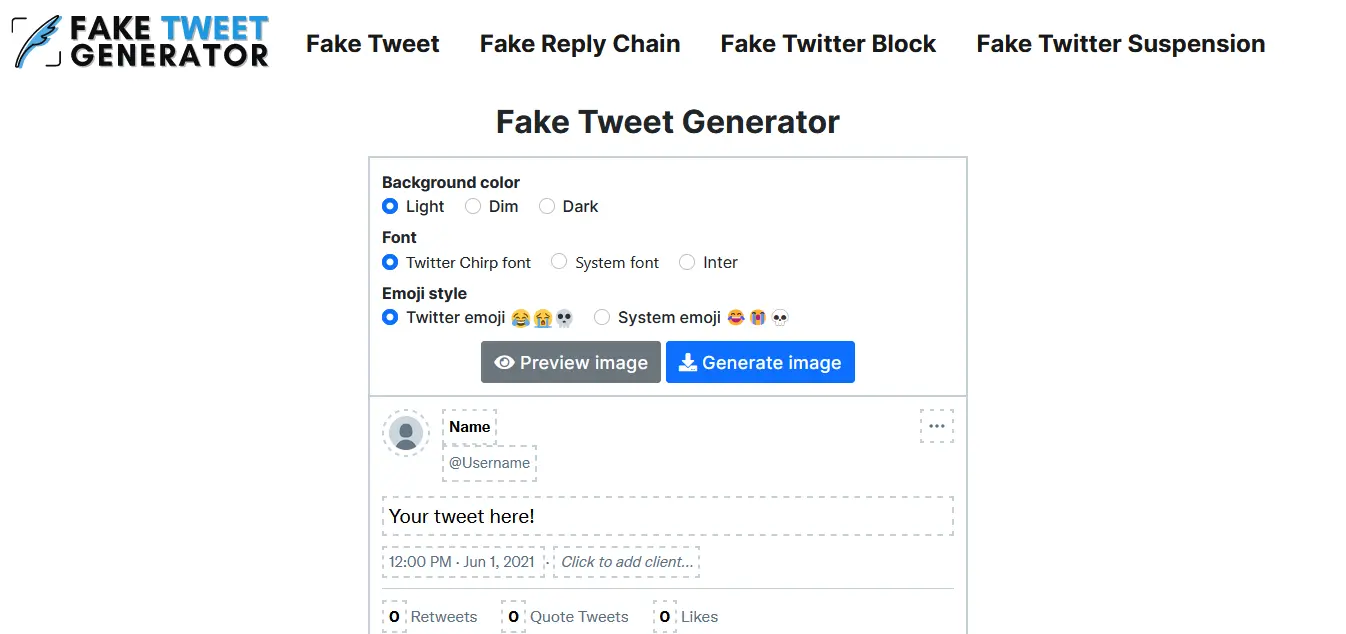 FAKE TWEET GENERATOR
Fake Tweet Fake Reply Chain Fake Twitter Block Fake Twitter Suspension
Fake Tweet Generator
Background color
Light Dim Dark
Font
Twitter Chirp font System font Inter
Emoji style
Twitter emoji 😂😭💀 System emoji 😂😭💀
Preview image Generate image
Name
@Username
Your tweet here!
12:00 PM · Jun 1, 2021 · Click to add client...
0 Retweets 0 Quote Tweets 0 Likes